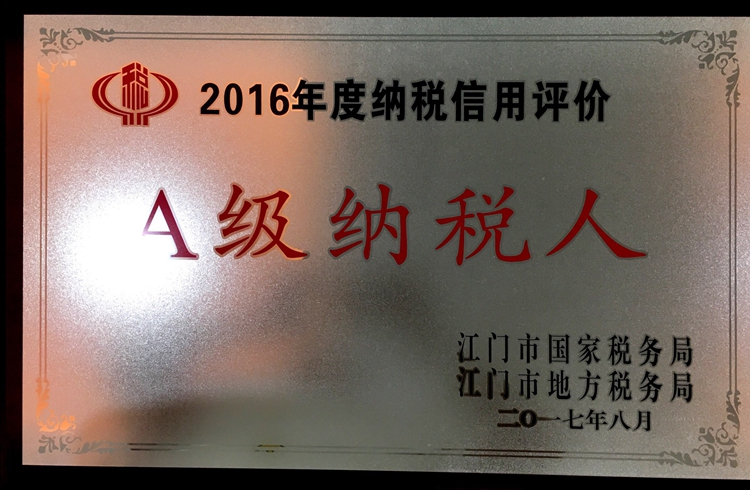 税
2016年度纳税信用评价
A级纳税人
江门市国家税务局
江门市地方税务局
二〇一七年八月